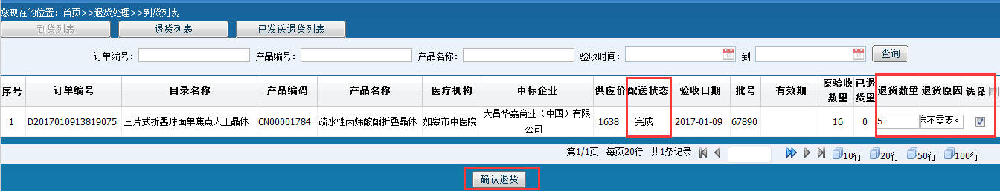 您现在的位置：首页>>退货处理>>到货列表
到货列表 退货列表 已发送退货列表
订单编号： 产品编号： 产品名称： 验收时间： 到 查询
序号 订单编号 目录名称 产品编码 产品名称 医疗机构 中标企业 供应价 配送状态 验收日期 批号 有效期 原验收数量 已退货量 退货数量 退货原因 选择
1 D2017010913819075 三片式折叠球面单焦点人工晶体 CN00001784 疏水性丙烯酸酯折叠晶体 如皋市中医院 大昌华嘉商业（中国）有限公司 1638 完成 2017-01-09 67890 16 0 5 不需要。
第1/1页 每页20行 共1条记录 10行 20行 50行 100行
确认退货